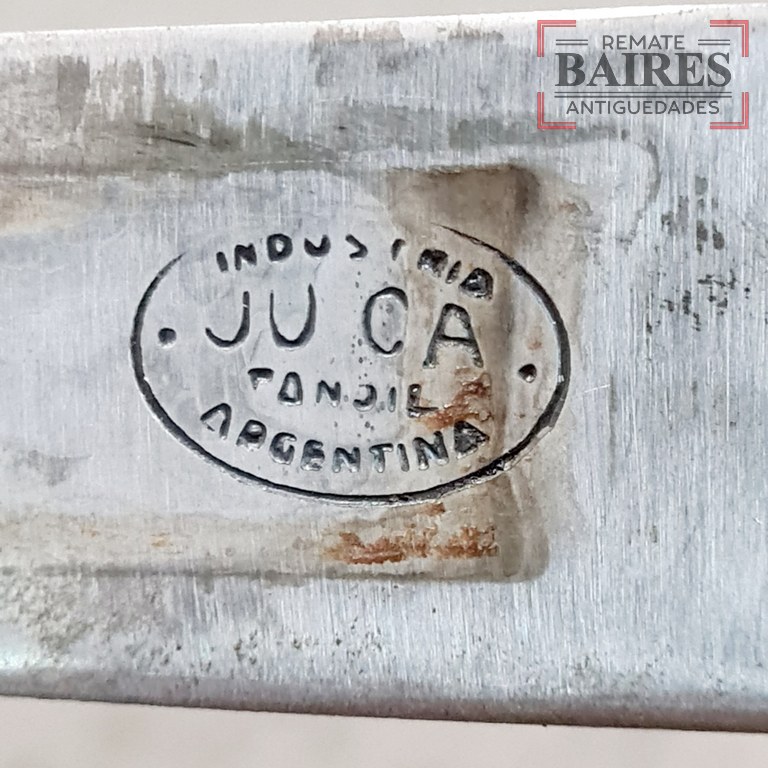 REMATE
BAIRES
ANTIGUEDADES
INDUSTRIA
JU CA
TANDIL
ARGENTINA